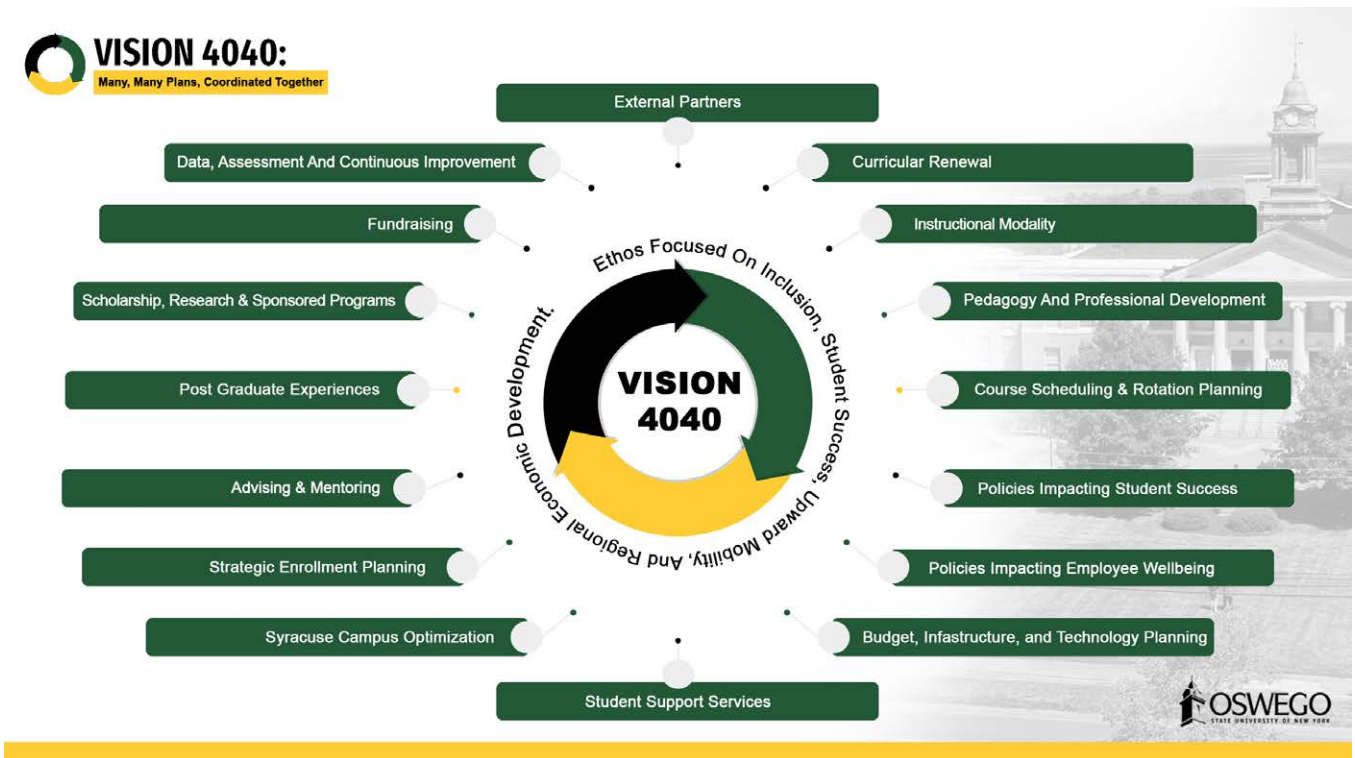 VISION 4040:
Many, Many Plans, Coordinated Together
External Partners
Data, Assessment And Continuous Improvement
Curricular Renewal
Fundraising
Instructional Modality
Scholarship, Research & Sponsored Programs
Pedagogy And Professional Development
Post Graduate Experiences
Course Scheduling & Rotation Planning
Advising & Mentoring
Policies Impacting Student Success
Strategic Enrollment Planning
Policies Impacting Employee Wellbeing
Syracuse Campus Optimization
Budget, Infastructure, and Technology Planning
Student Support Services
Ethos Focused On Inclusion, Student Success, Upward Mobility, And Regional Economic Development.
VISION
4040
OSWEGO
STATE UNIVERSITY OF NEW YORK